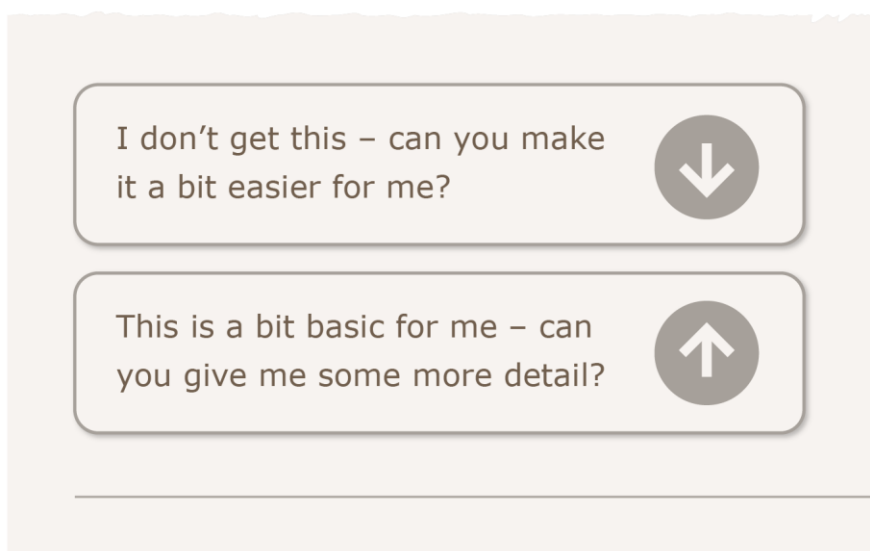 I don’t get this – can you make
it a bit easier for me?
This is a bit basic for me – can
you give me some more detail?